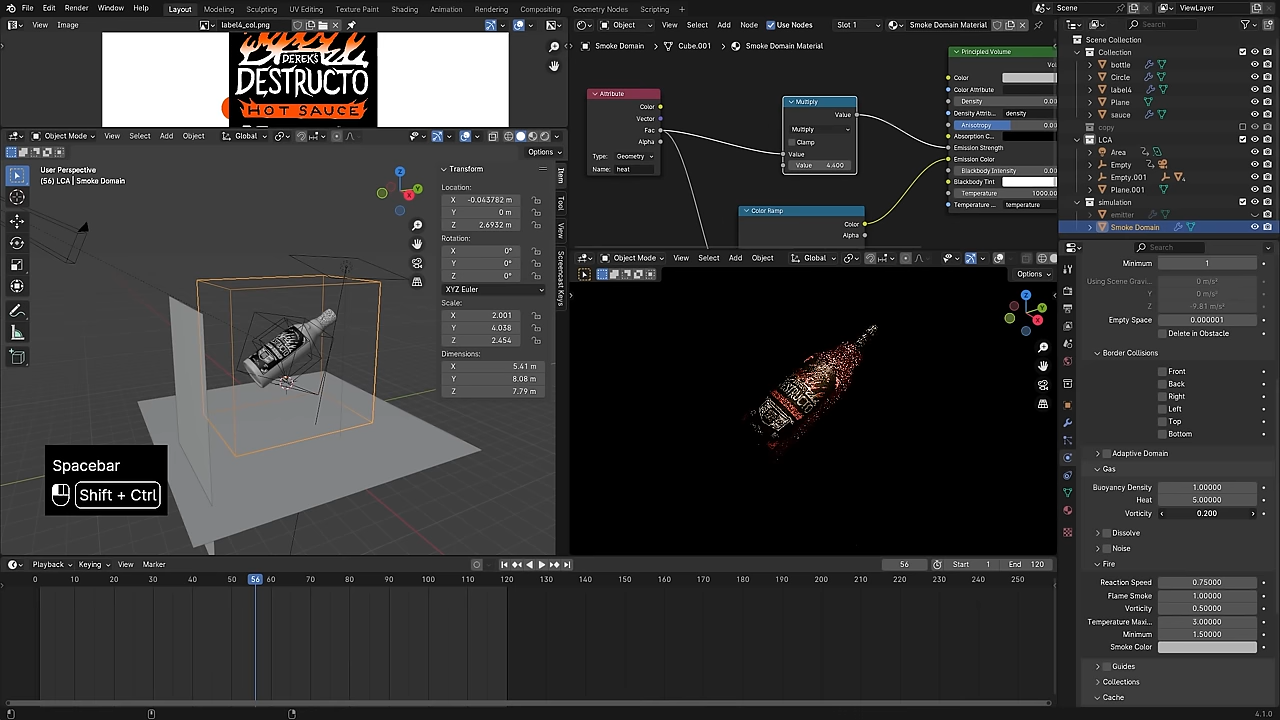 File Edit Render Window Help Layout Modeling Sculpting UV Editing Texture Paint Shading Animation Rendering Compositing Geometry Nodes Scripting Scene ViewLayer
View Image label4_col.png
DEREK'S
DESTRUCTO
HOT SAUCE
Object Mode View Select Add Object Global
Options
User Perspective
(56) LCA | Smoke Domain
Transform
Location:
X -0.043782 m
Y 0 m
Z 2.6932 m
Rotation:
X 0°
Y 0°
Z 0°
XYZ Euler
Scale:
X 2.001
Y 4.038
Z 2.454
Dimensions:
X 5.41 m
Y 8.08 m
Z 7.79 m
Item
Tool
View
Screencast Keys
Spacebar
Shift + Ctrl
Object View Select Add Node Use Nodes Slot 1 Smoke Domain Material
Smoke Domain Cube.001 Smoke Domain Material
Attribute
Color
Vector
Fac
Alpha
Type: Geometry
Name: heat
Multiply
Value
Multiply
Clamp
Value
Value 4.400
Color Ramp
Color
Alpha
Principled Volume
Color
Color Attribute
Density
Density Attrib... density
Anisotropy
Absorption C...
Emission Strength
Emission Color
Blackbody Intensity
Blackbody Tint
Temperature 1000.
Temperature ... temperature
Object Mode View Select Add Object Global
Options
DESTRUCTO
Search
Scene Collection
Collection
bottle
Circle
label4
Plane
sauce
copy
LCA
Area
Empty
Empty.001
Plane.001
simulation
emitter
Smoke Domain
Search
Minimum 1
Using Scene Gravi... 0 m/s²
Y 0 m/s²
Z -9.81 m/s²
Empty Space 0.000001
Delete in Obstacle
Border Collisions
Front
Back
Right
Left
Top
Bottom
Adaptive Domain
Gas
Buoyancy Density 1.00000
Heat 5.00000
Vorticity 0.200
Dissolve
Noise
Fire
Reaction Speed 0.75000
Flame Smoke 1.00000
Vorticity 0.50000
Temperature Maxi... 3.00000
Minimum 1.50000
Smoke Color
Guides
Collections
Cache
Playback Keying View Marker 56 Start 1 End 120
0 10 20 30 40 50 56 60 70 80 90 100 110 120 130 140 150 160 170 180 190 200 210 220 230 240 250
4.1.0